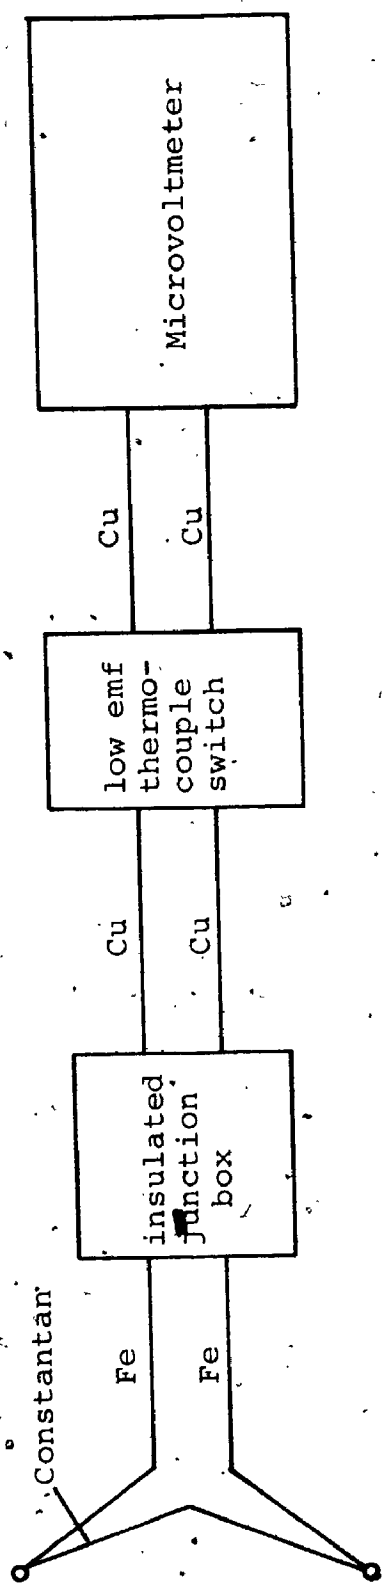 Constantan
Fe
Fe
insulated
junction
box
Cu
Cu
low emf
thermo-
couple
switch
Cu
Cu
Microvoltmeter